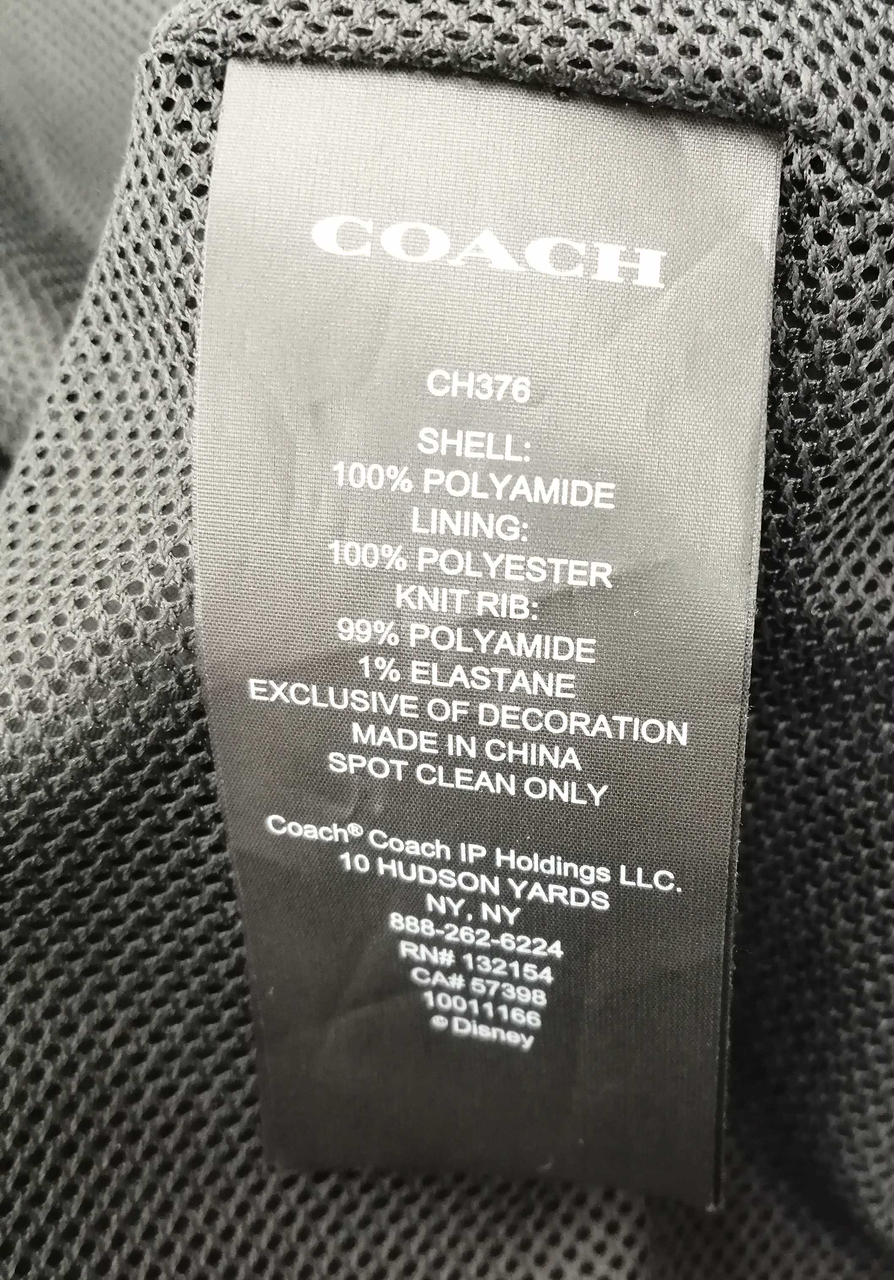 COACH
CH376
SHELL:
100% POLYAMIDE
LINING:
100% POLYESTER
KNIT RIB:
99% POLYAMIDE
1% ELASTANE
EXCLUSIVE OF DECORATION
MADE IN CHINA
SPOT CLEAN ONLY
Coach® Coach IP Holdings LLC.
10 HUDSON YARDS
NY, NY
888-262-6224
RN# 132154
CA# 57398
10011166
© Disney